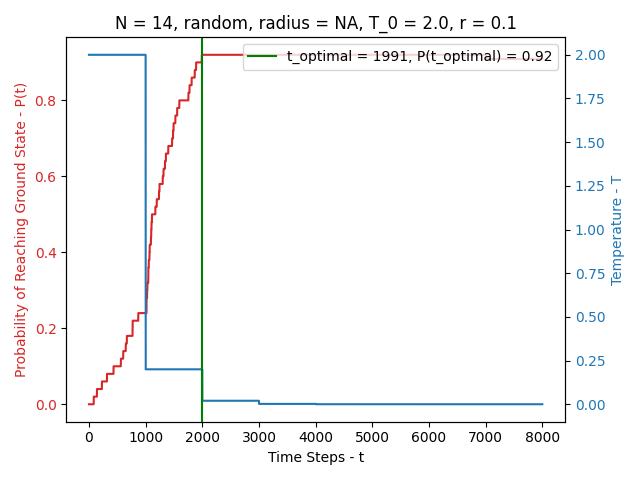 N = 14, random, radius = NA, T_0 = 2.0, r = 0.1
t_optimal = 1991, P(t_optimal) = 0.92
Probability of Reaching Ground State - P(t)
0.8
0.6
0.4
0.2
0.0
2.00
1.75
1.50
1.25
1.00
0.75
0.50
0.25
0.00
Temperature - T
0 1000 2000 3000 4000 5000 6000 7000 8000
Time Steps - t